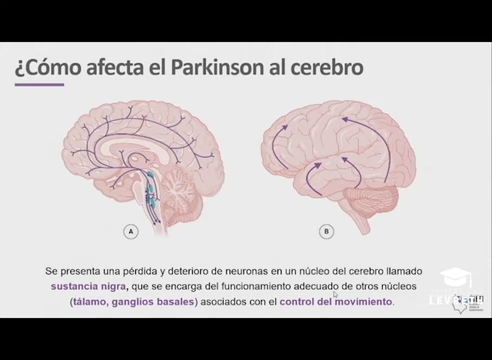 ¿Cómo afecta el Parkinson al cerebro
A
B
Se presenta una pérdida y deterioro de neuronas en un núcleo del cerebro llamado
sustancia nigra, que se encarga del funcionamiento adecuado de otros núcleos
(tálamo, ganglios basales) asociados con el control del movimiento.